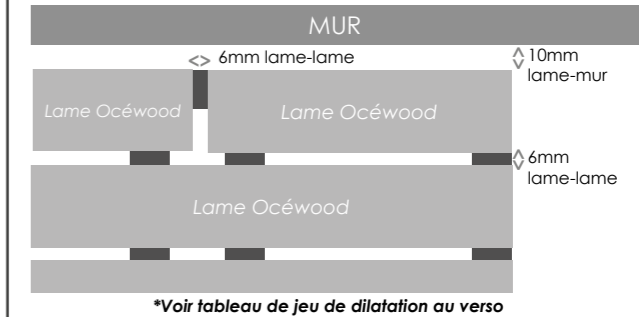 MUR
<> 6mm lame-lame
10mm
lame-mur
Lame Océwood
Lame Océwood
6mm
lame-lame
Lame Océwood
*Voir tableau de jeu de dilatation au verso